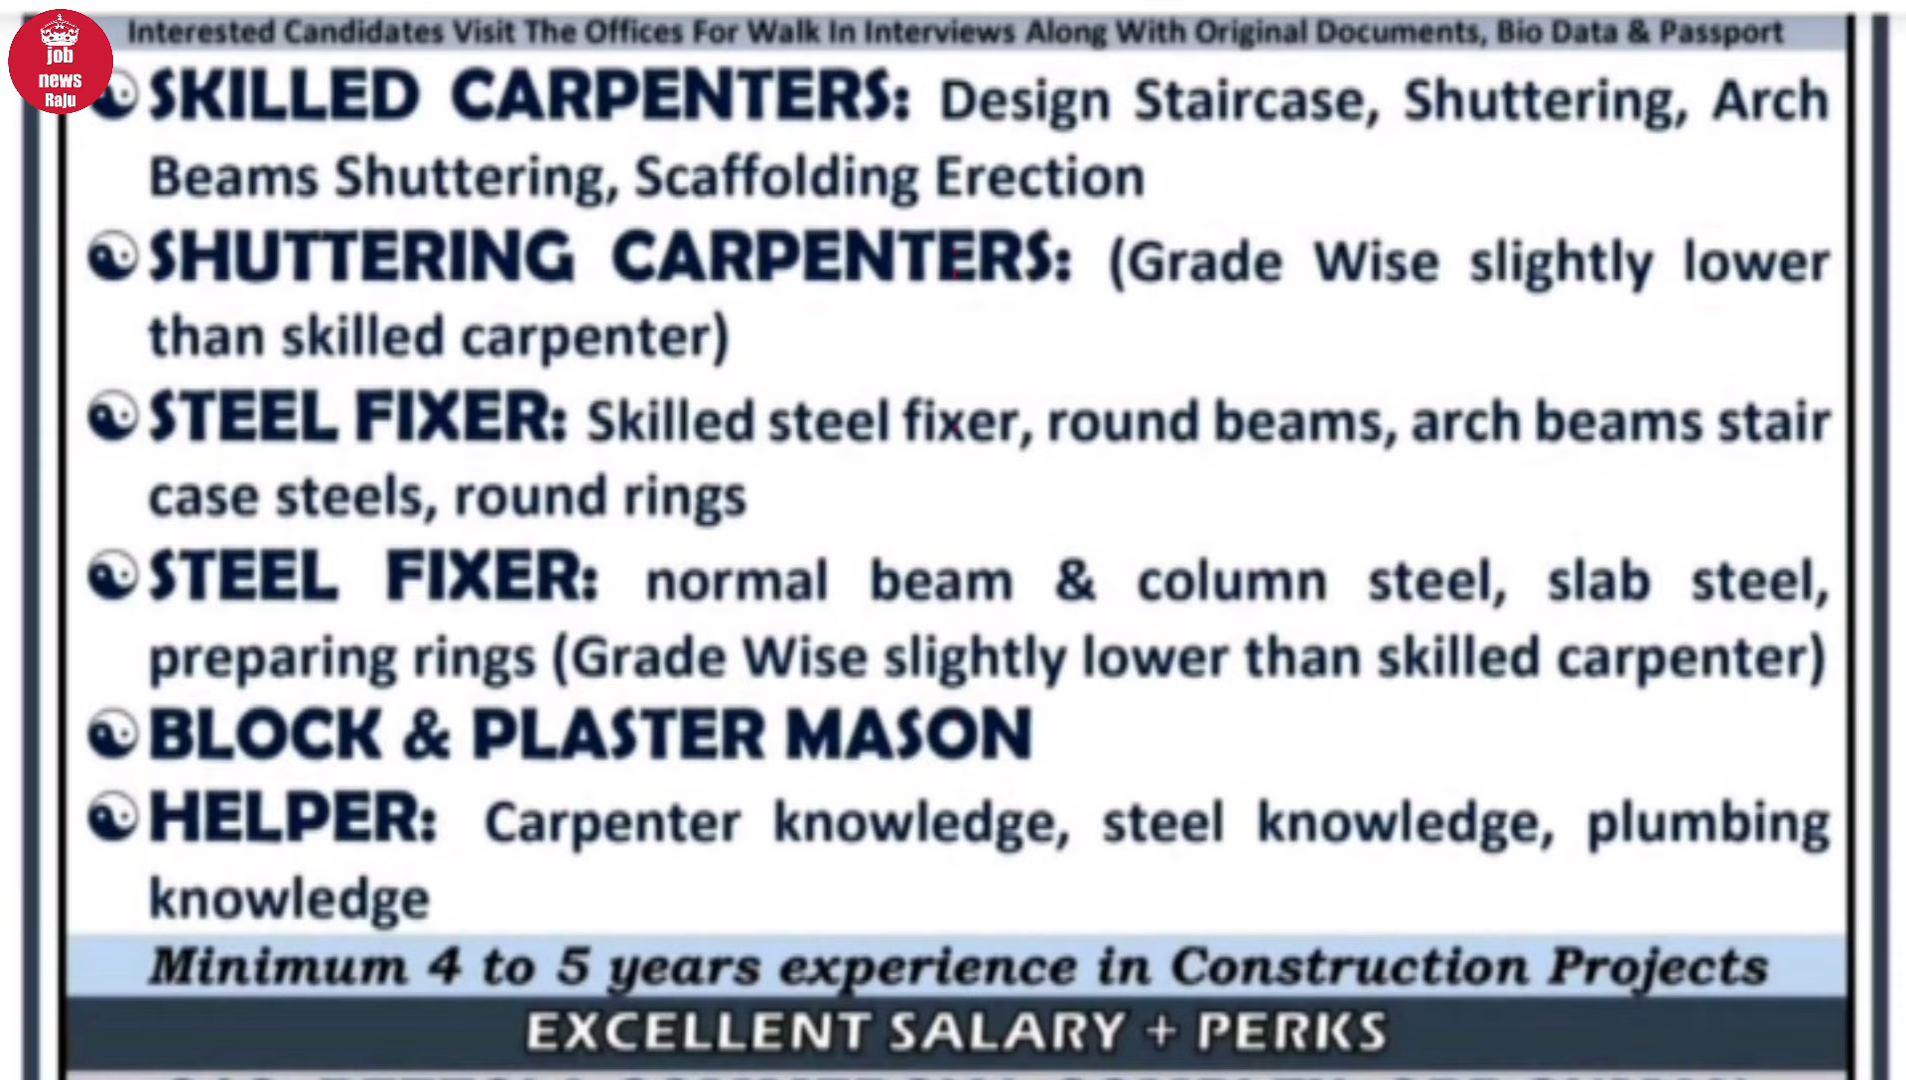 Interested Candidates Visit The Offices For Walk In Interviews Along With Original Documents, Bio Data & Passport
job
news
Raju
SKILLED CARPENTERS: Design Staircase, Shuttering, Arch
Beams Shuttering, Scaffolding Erection
SHUTTERING CARPENTERS: (Grade Wise slightly lower
than skilled carpenter)
STEEL FIXER: Skilled steel fixer, round beams, arch beams stair
case steels, round rings
STEEL FIXER: normal beam & column steel, slab steel,
preparing rings (Grade Wise slightly lower than skilled carpenter)
BLOCK & PLASTER MASON
HELPER: Carpenter knowledge, steel knowledge, plumbing
knowledge
Minimum 4 to 5 years experience in Construction Projects
EXCELLENT SALARY + PERKS